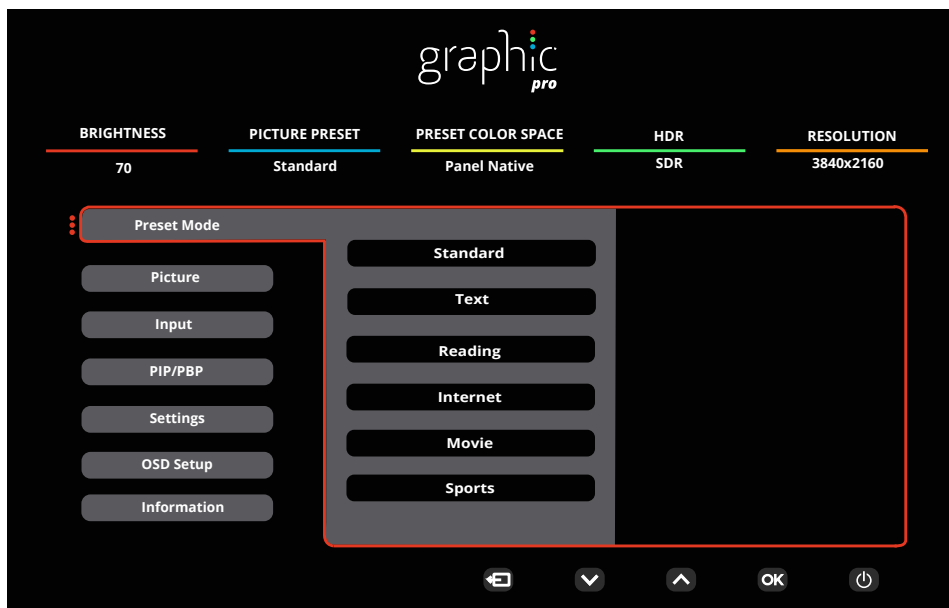 graphic
pro
BRIGHTNESS PICTURE PRESET PRESET COLOR SPACE HDR RESOLUTION
70 Standard Panel Native SDR 3840x2160
Preset Mode
Standard
Picture
Text
Input
Reading
PIP/PBP
Internet
Settings
Movie
OSD Setup
Sports
Information
OK